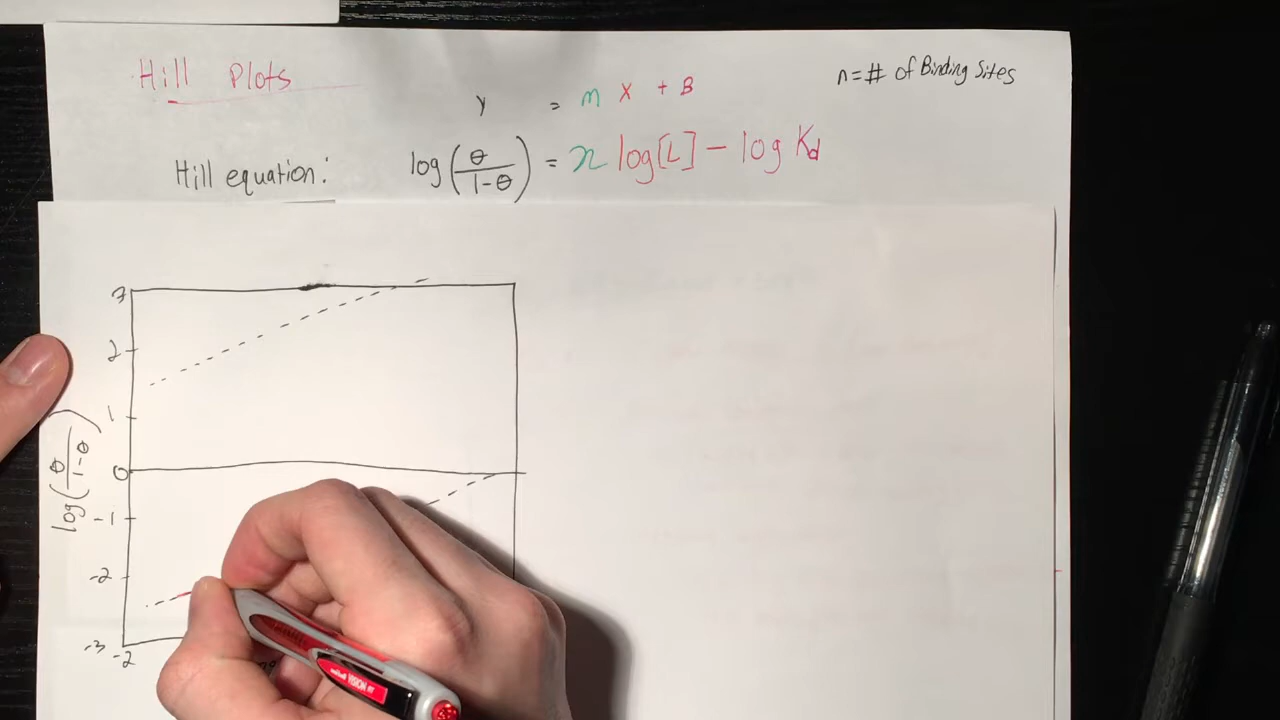 Hill Plots
n=# of Binding Sites
y = m x + B
Hill equation: log(θ/1-θ) = n log[L] - log Kd
3
2
1
0
-1
-2
-3
-2
log(θ/1-θ)
VISION